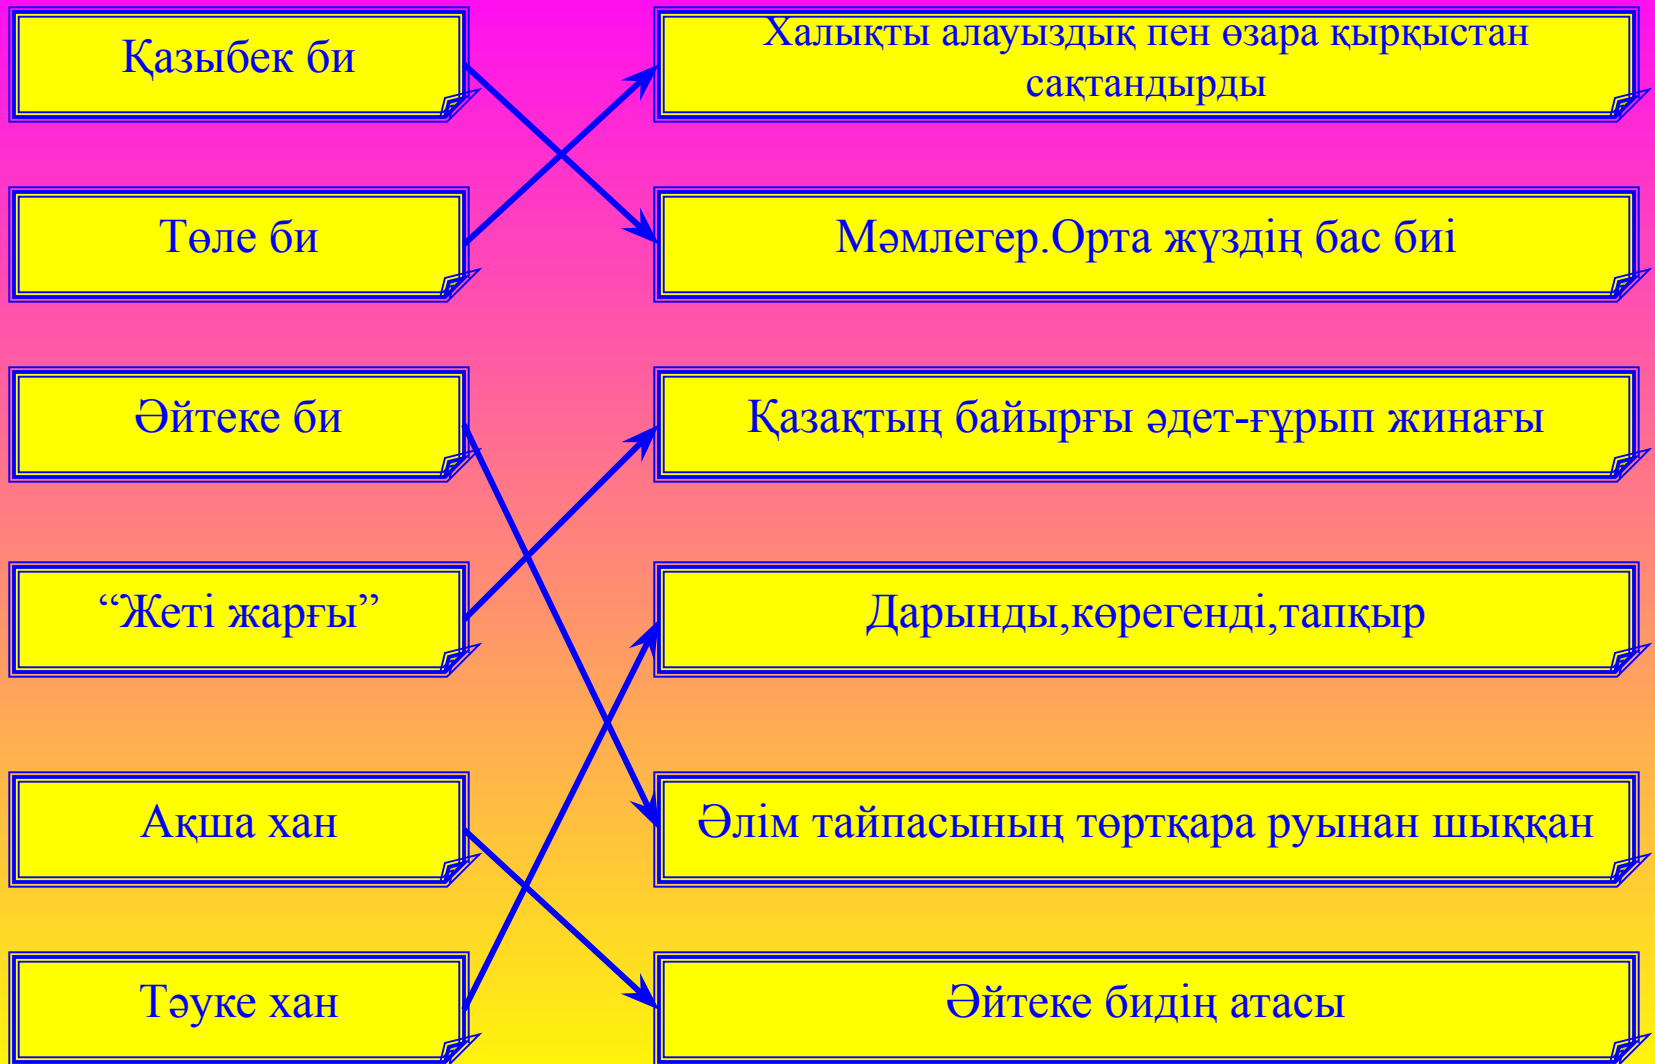 Қазыбек би
Халықты алауыздық пен өзара қырқыстан
сақтандырды
Төле би
Мәмлегер.Орта жүздің бас биі
Әйтеке би
Қазақтың байырғы әдет-ғұрып жинағы
“Жеті жарғы”
Дарынды,көрегенді,тапқыр
Ақша хан
Әлім тайпасының төртқара руынан шыққан
Тәуке хан
Әйтеке бидің атасы